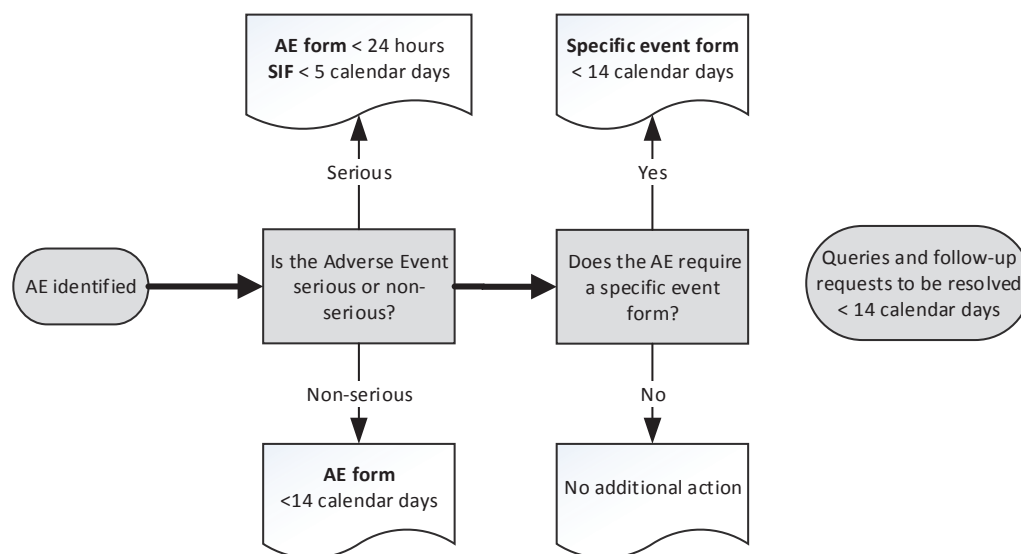 AE form < 24 hours
SIF < 5 calendar days
Specific event form
< 14 calendar days
Serious
Yes
AE identified
Is the Adverse Event
serious or non-
serious?
Does the AE require
a specific event
form?
Queries and follow-up
requests to be resolved
< 14 calendar days
Non-serious
No
AE form
<14 calendar days
No additional action